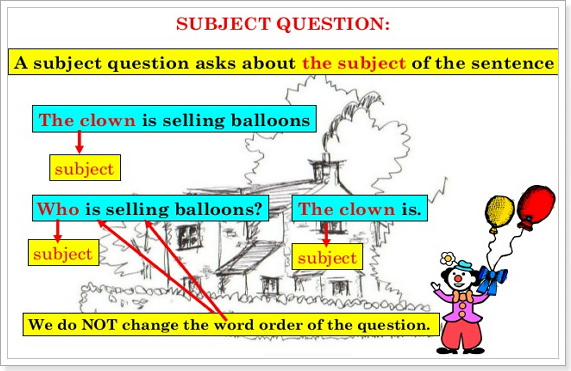 SUBJECT QUESTION:
A subject question asks about the subject of the sentence
The clown is selling balloons
subject
Who is selling balloons?
The clown is.
subject
subject
We do NOT change the word order of the question.